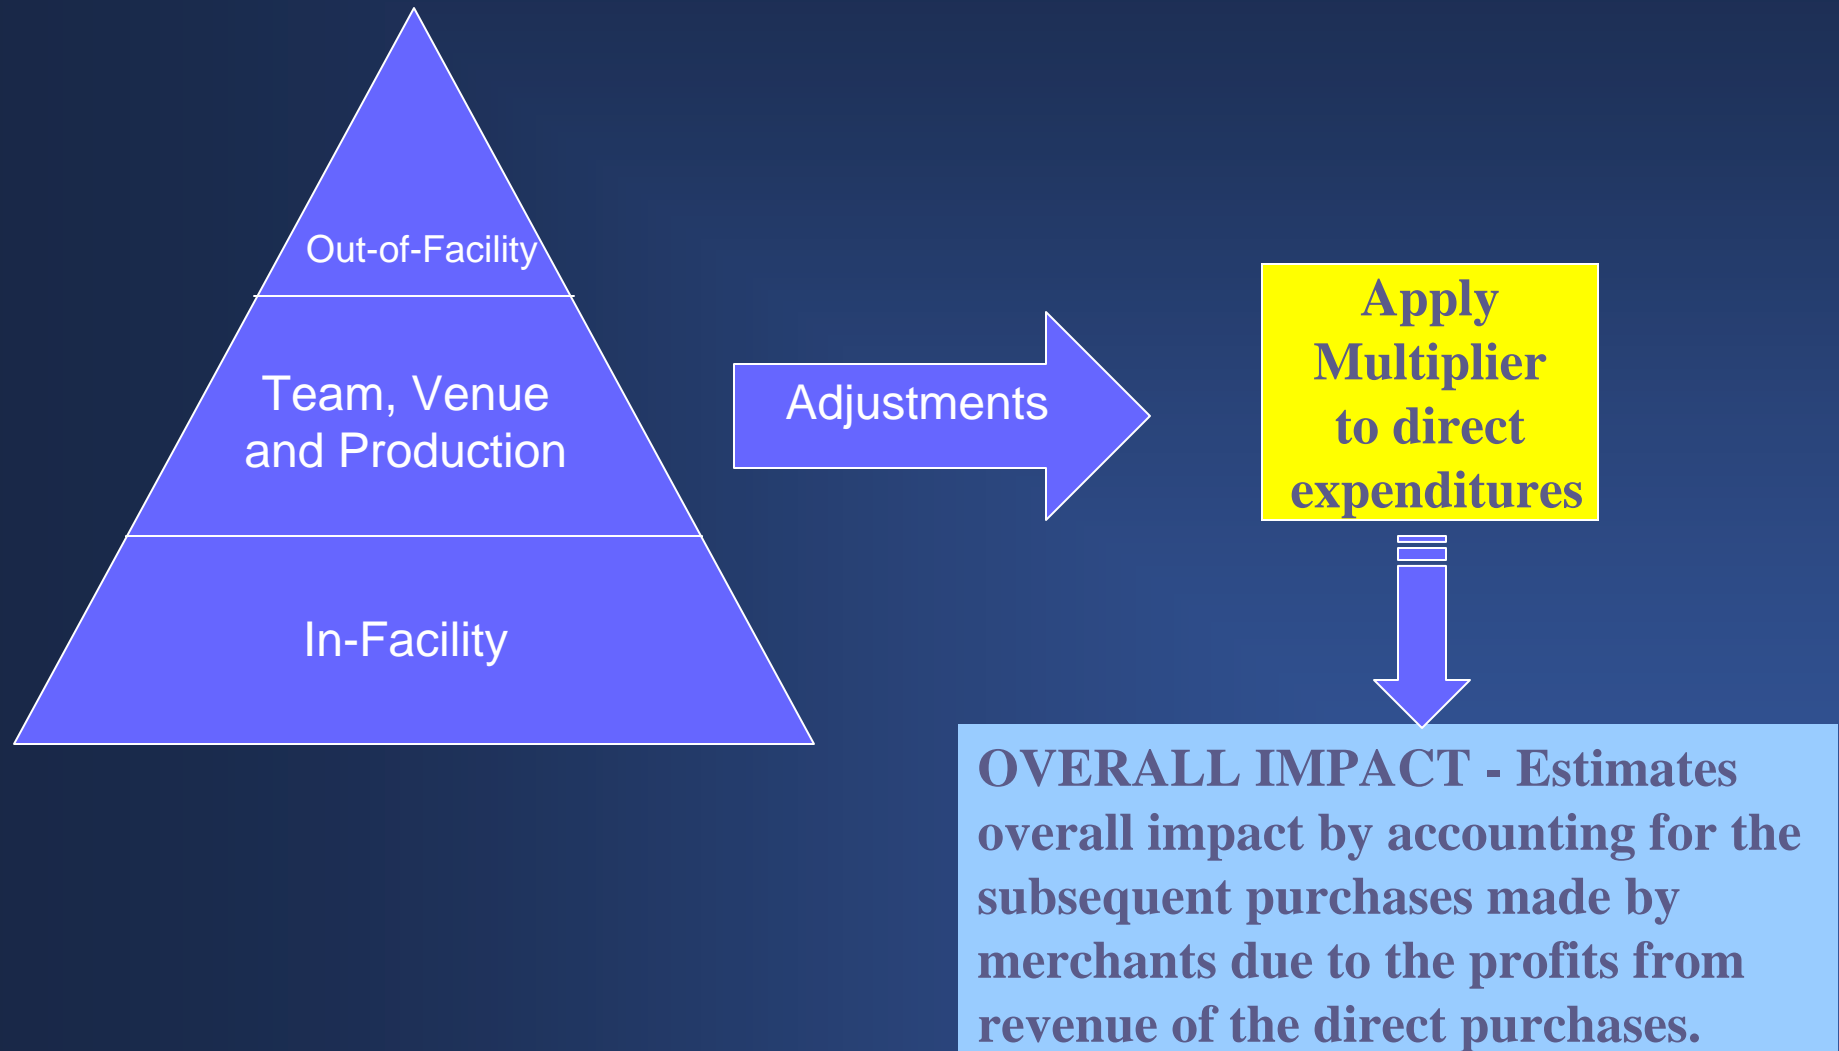 Out-of-Facility
Team, Venue
and Production
In-Facility
Adjustments
Apply
Multiplier
to direct
expenditures
OVERALL IMPACT - Estimates
overall impact by accounting for the
subsequent purchases made by
merchants due to the profits from
revenue of the direct purchases.